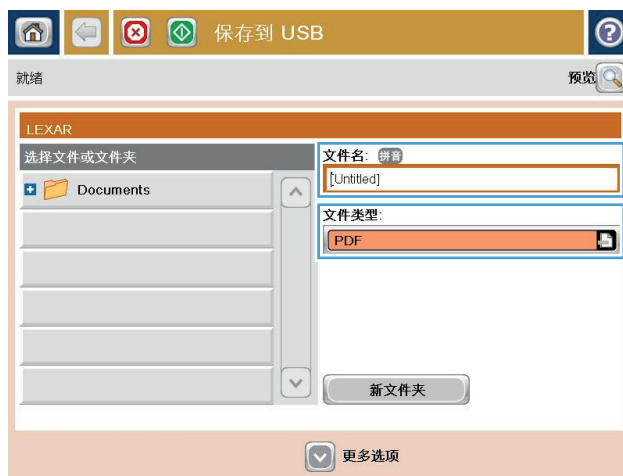 保存到 USB
就绪
预览
LEXAR
选择文件或文件夹
Documents
文件名: 拼音
[Untitled]
文件类型:
PDF
新文件夹
更多选项